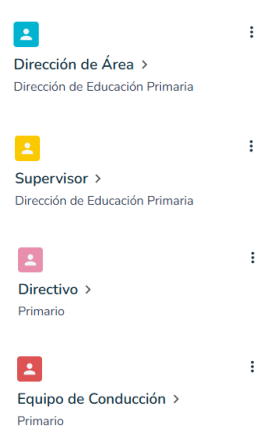 Dirección de Área
Dirección de Educación Primaria
Supervisor
Dirección de Educación Primaria
Directivo
Primario
Equipo de Conducción
Primario